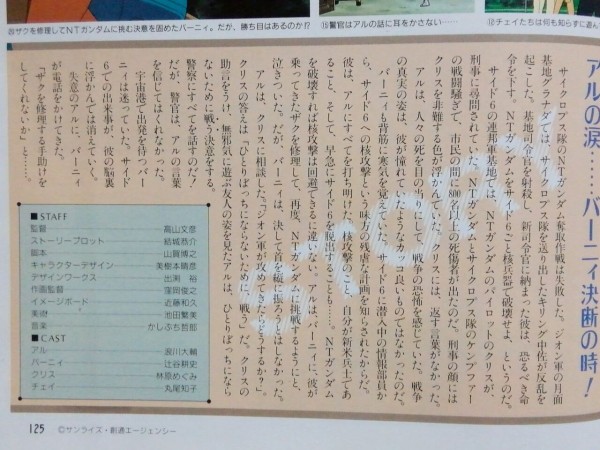 ザクを修理してNTガンダムに挑む決意を固めたバーニィ。だが、勝ち目はあるのか!?
⑯警官はアルの話に耳をかさない……
⑱チェイたちは何も知らずに遊ん
アルの涙……バーニィ決断の時!
サイクロプス隊のNTガンダム奪取作戦は失敗した。ジオン軍の月面
基地グラナダでは、サイクロプス隊を送り出したキリング中佐が反乱を
起こした。基地司令官を射殺し、新司令官に納まった彼は、恐るべき命
令を下す。NTガンダムをサイド6ごと核兵器で破壊せよ、というのだ。
サイド6の連邦軍基地では、NTガンダムのパイロットのクリスが、
刑事に尋問されていた。NTガンダムとサイクロプス隊のケンプファー
の戦闘騒ぎで、市民の間に800名以上の死傷者が出たのだ。刑事の顔には
クリスを非難する色が浮かんでいた。クリスには、返す言葉がなかった。
アルは、人々の死を目の当りにして、戦争の恐怖を感じていた。戦争
の真実の姿は、彼が憧れていたようなカッコ良いものではなかったのだ。
バーニィも背筋に寒気を覚えていた。サイド6に潜入中の情報部員か
ら、サイド6への核攻撃という味方の残虐な計画を知らされたからだ。
彼は、アルにすべてを打ち明けた。核攻撃のこと、自分が新米兵士であ
ること、そして、早急にサイド6を脱出することも……。NTガンダム
を破壊すれば核攻撃は回避できるに違いない。アルは、バーニィに、彼が
乗ってきたザクを修理して、再度、NTガンダムに挑戦するようにと、
泣きついた。だが、バーニィは、決して首を縦に振ろうとはしなかった。
アルは、クリスに相談した。「ジオン軍が攻めてきたらどうするか?」。
クリスの答えは「ひとりぼっちにならないために、戦う」だ。クリスの
助言をうけ、無邪気に遊ぶ友人の姿を見たアルは、ひとりぼっちになら
ないために戦う決意をする。
警察にすべてを話すのだ!
だが、警官は、アルの言葉
を信じてはくれなかった。
宇宙港で出発を待つバー
ニィは迷っていた。サイド
6での出来事が、彼の脳裏
に浮かんでは消えていく。
失意のアルに、バーニィ
が電話をかけてきた。
「ザクを修理する手助けを
してくれないか」と……。
■STAFF
監督 高山文彦
ストーリープロット 結城恭介
脚本 山賀博之
キャラクターデザイン 美樹本晴彦
デザインワークス 出渕 裕
作画監督 窪岡俊之
イメージボード 近藤和久
美術 池田繁美
音楽 かしぶち哲郎
■CAST
アル 浪川大輔
バーニィ 辻谷耕史
クリス 林原めぐみ
チェイ 丸尾知子
125
©サンライズ・創通エージェンシー